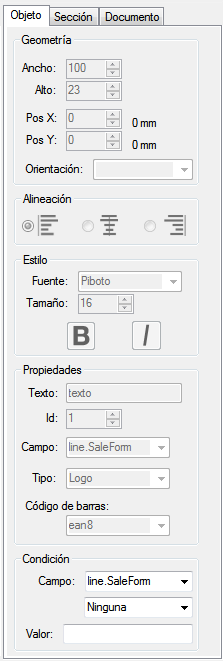 Objeto Sección Documento
Geometría
Ancho: 100
Alto: 23
Pos X: 0 0 mm
Pos Y: 0 0 mm
Orientación:
Alineación
Estilo
Fuente: Piboto
Tamaño: 16
B I
Propiedades
Texto: texto
Id: 1
Campo: line.SaleForm
Tipo: Logo
Código de barras:
ean8
Condición
Campo: line.SaleForm
Ninguna
Valor: